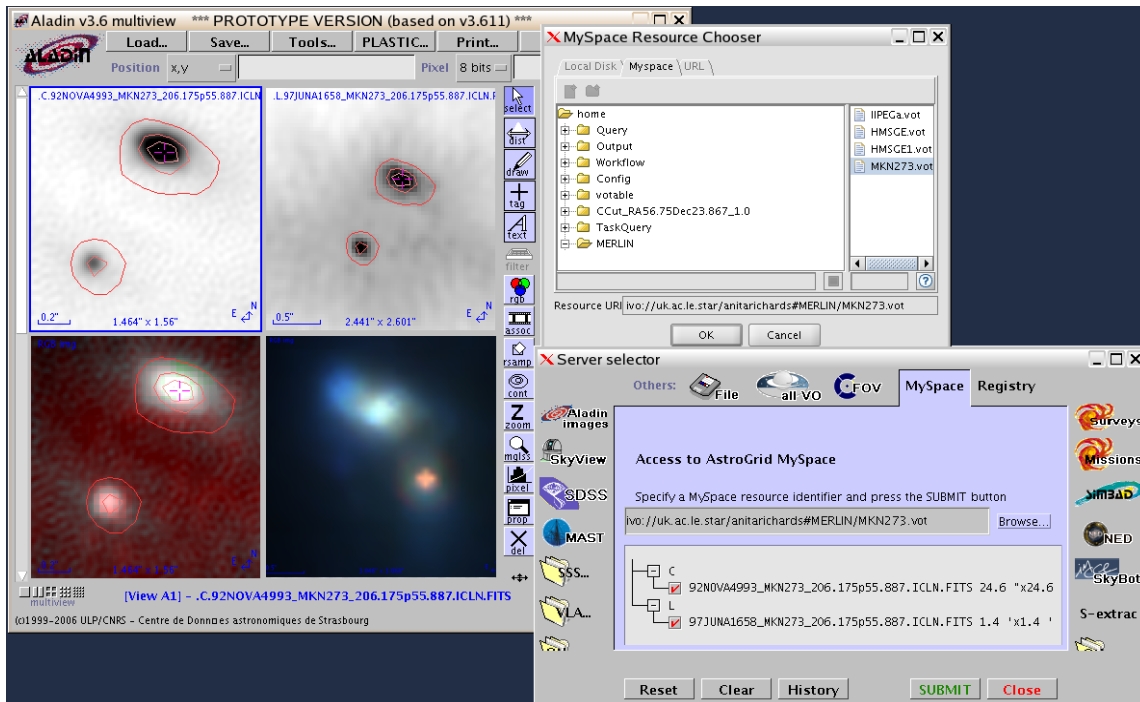 Aladin v3.6 multiview *** PROTOTYPE VERSION (based on v3.611) ***
ALADIN
Load... Save... Tools... PLASTIC... Print...
Position x,y Pixel 8 bits
.C.92NOVA4993_MKN273_206.175p55.887.ICLN
.L.97JUNA1658_MKN273_206.175p55.887.ICLN.F
0.2" 1.464" x 1.56" E N
0.5" 2.441" x 2.601" E N
select
dist
draw
tag
text
filter
rgb
assoc
rsamp
cont
zoom
mglss
pixel
prop
del
E N
multiview
[View A1] - .C.92NOVA4993_MKN273_206.175p55.887.ICLN.FITS
(c)1999-2006 ULP/CNRS - Centre de Données astronomiques de Strasbourg
MySpace Resource Chooser
Local Disk Myspace URL
home
Query
Output
Workflow
Config
votable
CCut_RA56.75Dec23.867_1.0
TaskQuery
MERLIN
IIPEGa.vot
HMSGE.vot
HMSGE1.vot
MKN273.vot
Resource URI ivo://uk.ac.le.star/anitarichards#MERLIN/MKN273.vot
OK Cancel
Server selector
Others: File all VO FOV MySpace Registry
Aladin images
SkyView
SDSS
MAST
SSS...
VLA...
Access to AstroGrid MySpace
Specify a MySpace resource identifier and press the SUBMIT button
ivo://uk.ac.le.star/anitarichards#MERLIN/MKN273.vot Browse...
C
92NOVA4993_MKN273_206.175p55.887.ICLN.FITS 24.6 "x24.6
L
97JUNA1658_MKN273_206.175p55.887.ICLN.FITS 1.4 'x1.4 '
Surveys
Missions
SIMBAD
NED
SkyBot
S-extrac
Reset Clear History SUBMIT Close